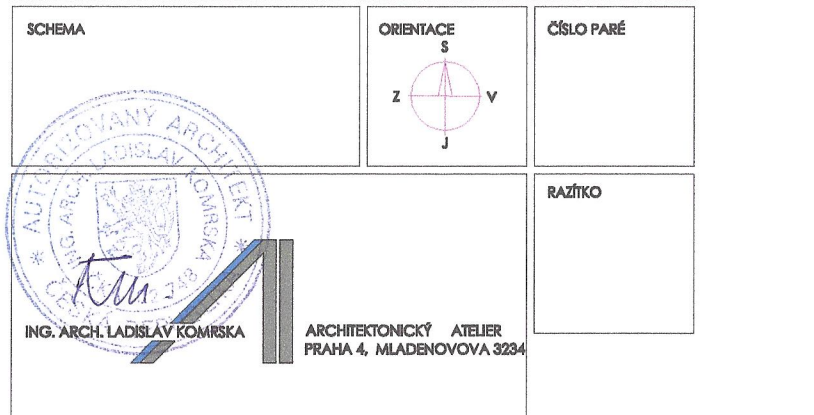 SCHEMA
ORIENTACE
S
Z V
J
ČÍSLO PARÉ
RAZÍTKO
AUTORIZOVANÝ ARCHITEKT
ING. ARCH. LADISLAV KOMRSKA
ČESKÁ
ING. ARCH. LADISLAV KOMRSKA
ARCHITEKTONICKÝ ATELIER
PRAHA 4, MLADENOVOVA 3234